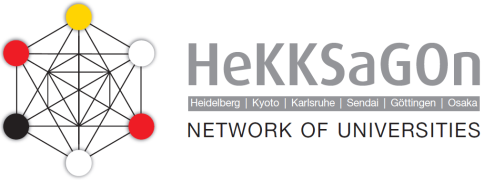 HeKKSaGOn
Heidelberg | Kyoto | Karlsruhe | Sendai | Göttingen | Osaka
NETWORK OF UNIVERSITIES